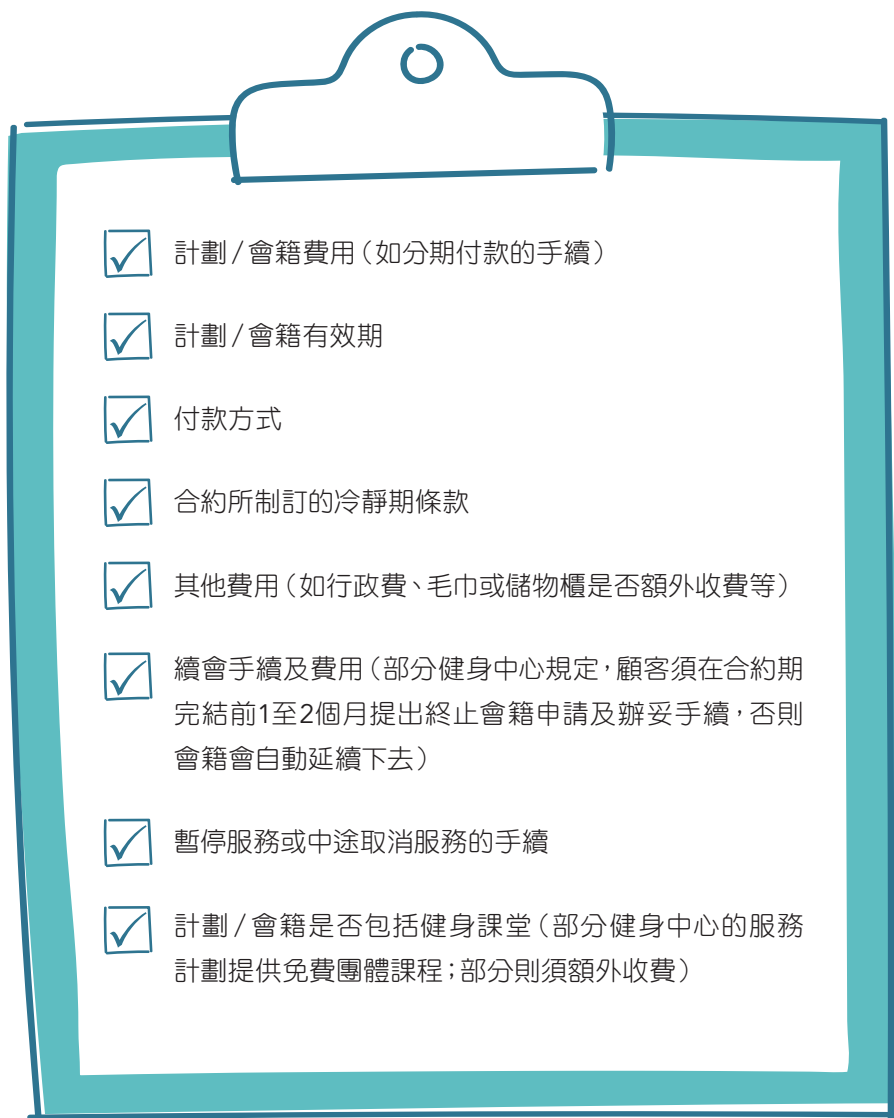 計劃/會籍費用(如分期付款的手續)
計劃/會籍有效期
付款方式
合約所制訂的冷靜期條款
其他費用(如行政費、毛巾或儲物櫃是否額外收費等)
續會手續及費用(部分健身中心規定,顧客須在合約期
完結前1至2個月提出終止會籍申請及辦妥手續,否則
會籍會自動延續下去)
暫停服務或中途取消服務的手續
計劃/會籍是否包括健身課堂(部分健身中心的服務
計劃提供免費團體課程;部分則須額外收費)